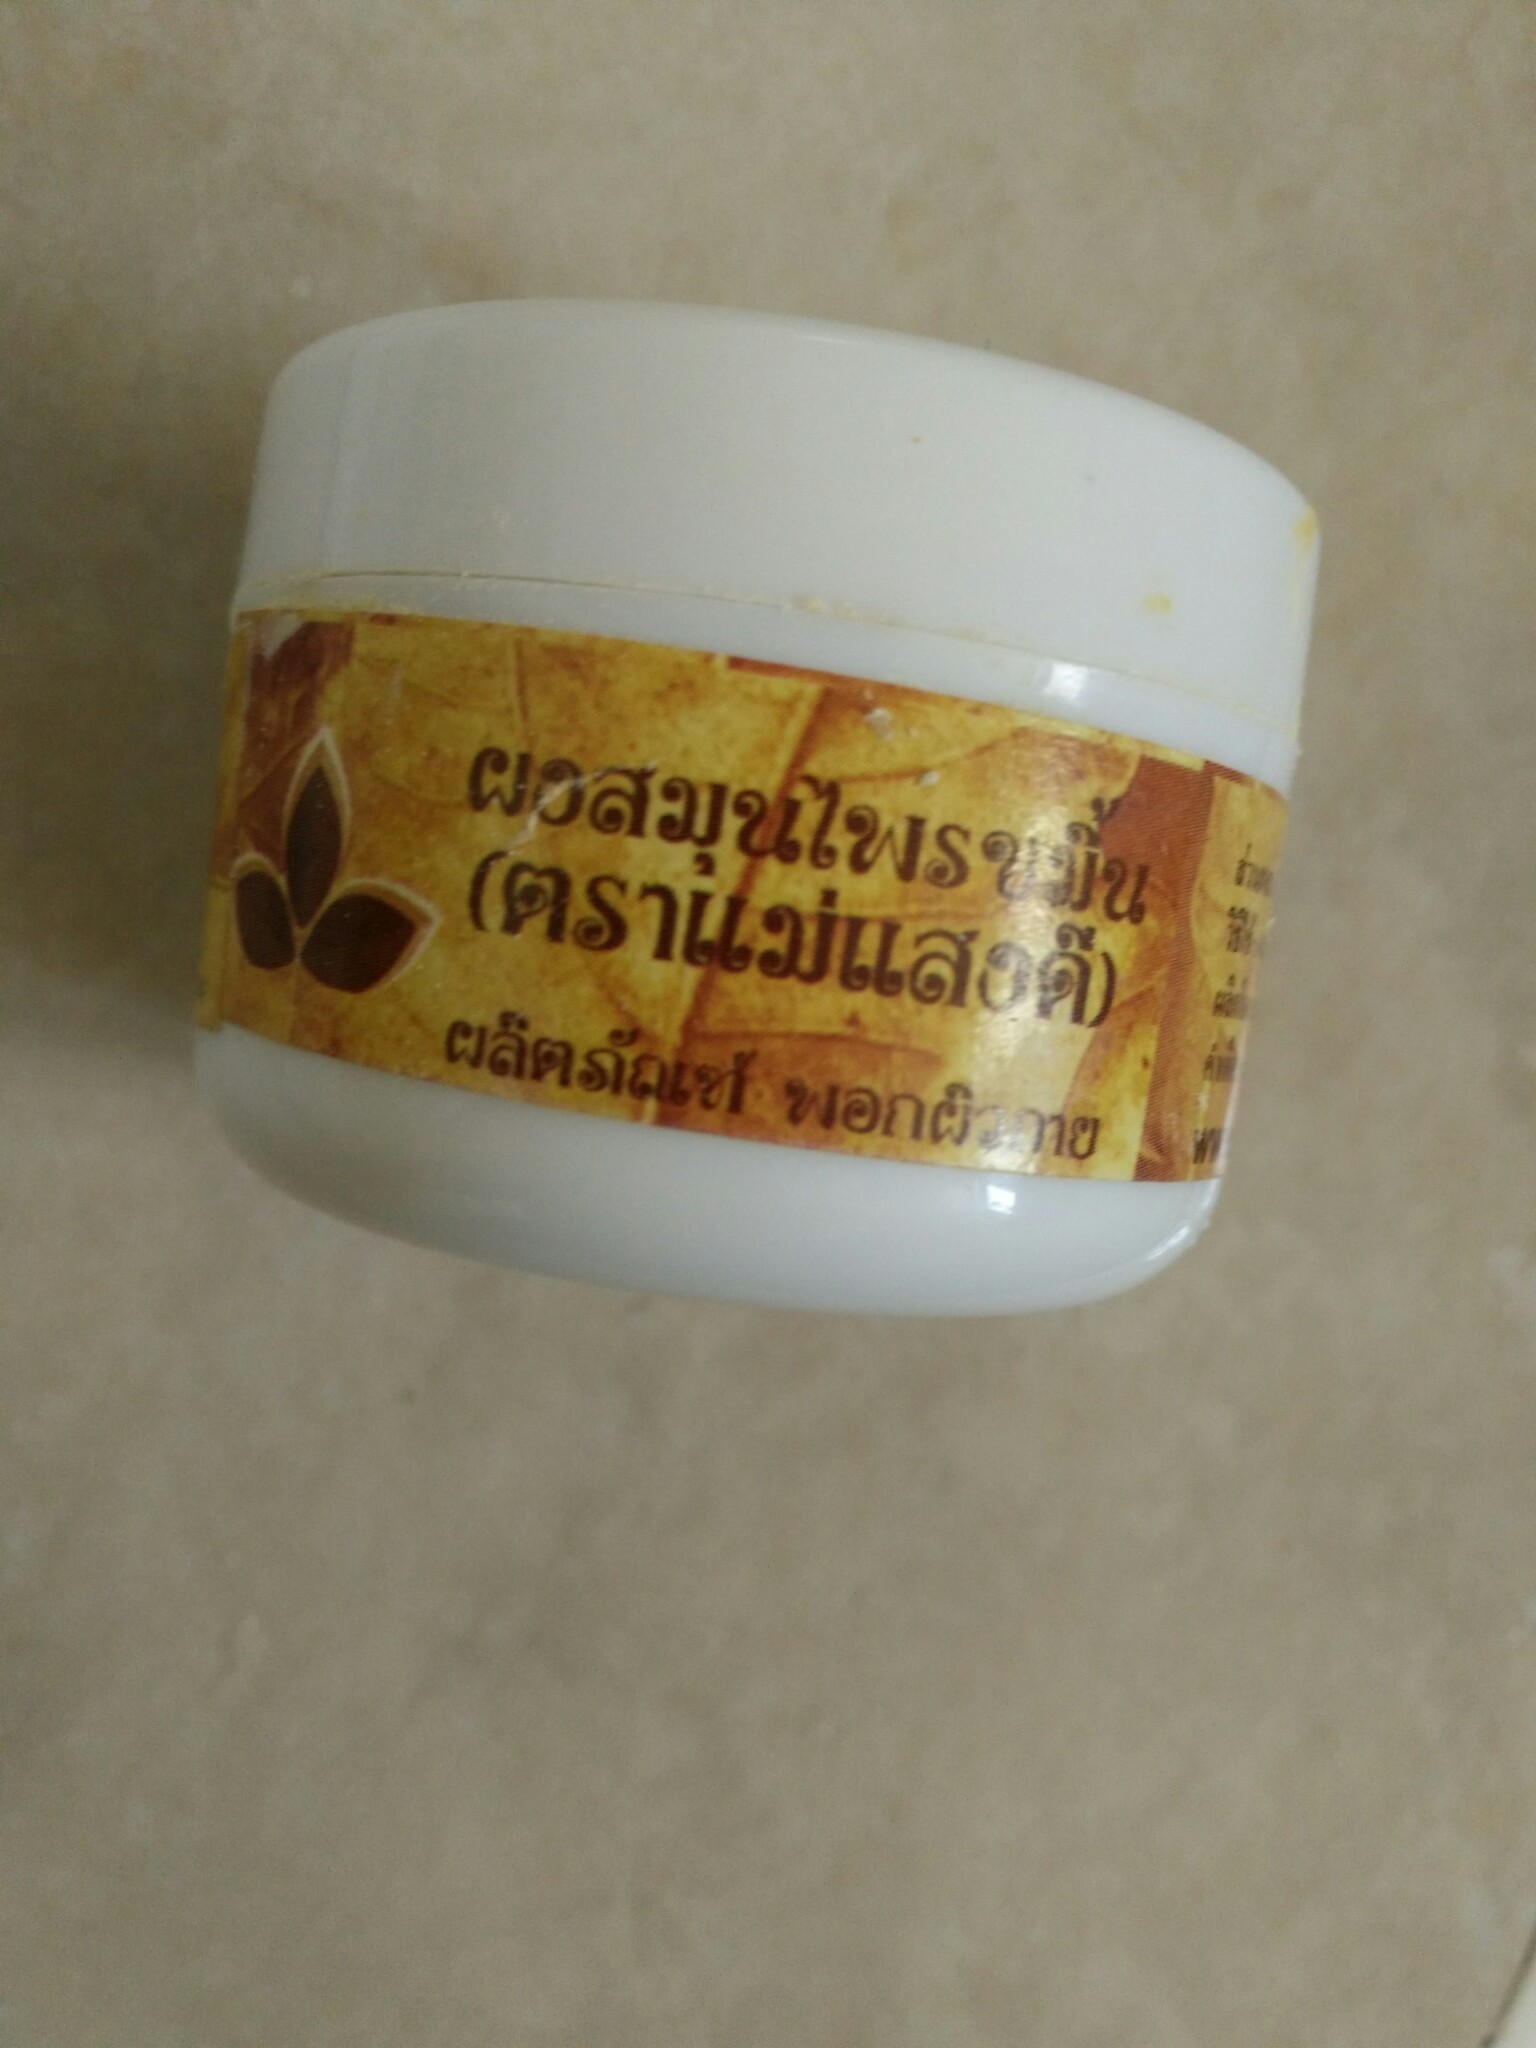 ผงสมุนไพรขมิ้น
(ตราแม่แสงดี)
ผลิตภัณฑ์ พอกผิวกาย